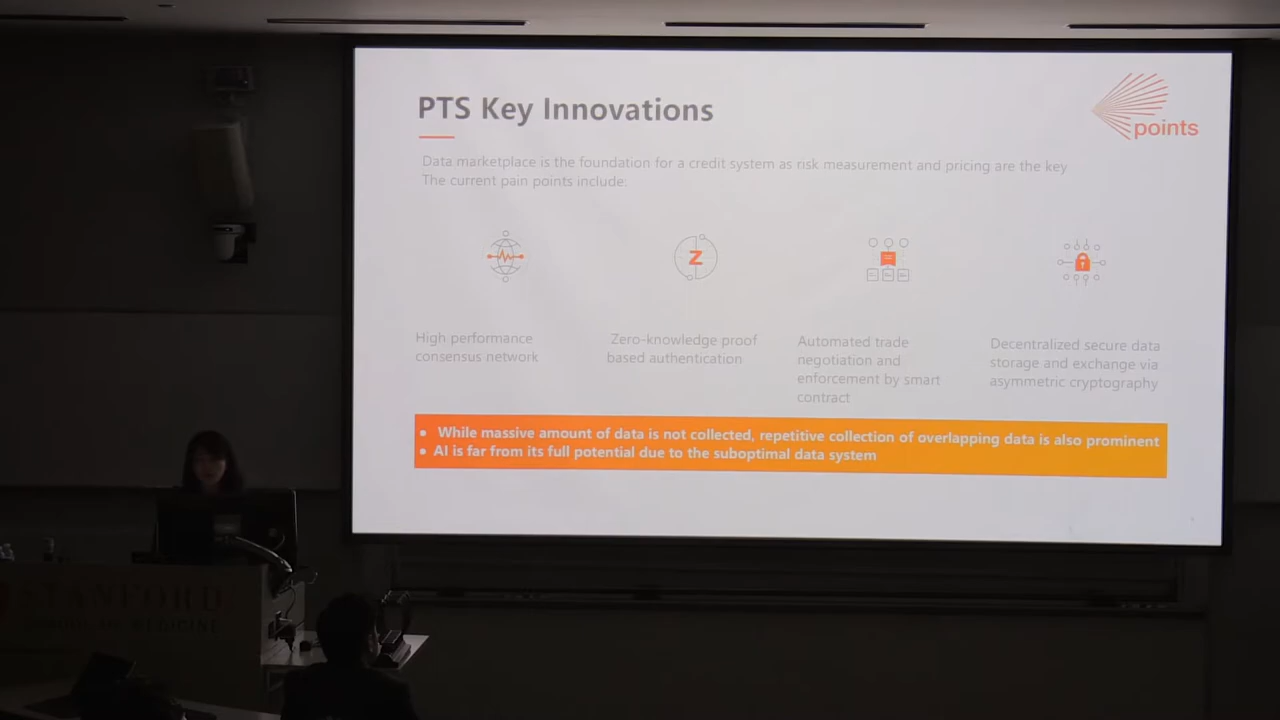 PTS Key Innovations
points
Data marketplace is the foundation for a credit system as risk measurement and pricing are the key
The current pain points include:
Z
High performance
consensus network
Zero-knowledge proof
based authentication
Automated trade
negotiation and
enforcement by smart
contract
Decentralized secure data
storage and exchange via
asymmetric cryptography
• While massive amount of data is not collected, repetitive collection of overlapping data is also prominent
• AI is far from its full potential due to the suboptimal data system
STANFORD
SCHOOL OF MEDICINE